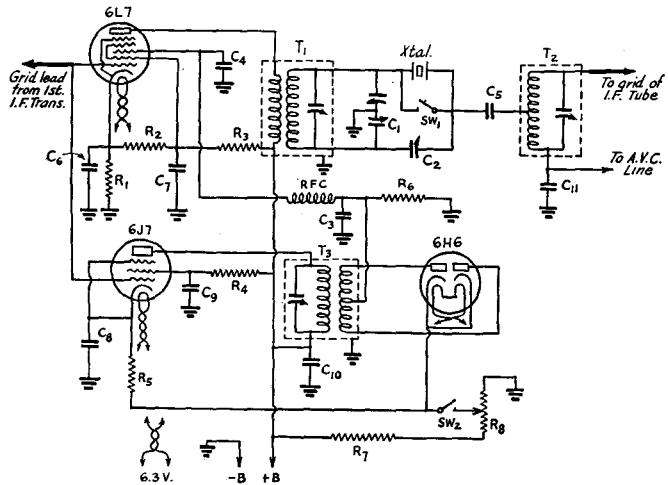 6L7
Grid lead
from 1st.
I.F. Trans.
C4
T1
Xtal.
T2
To grid of
I.F. Tube
C5
SW1
C1
C2
R2
R3
C6
R1
C7
To A.V.C.
Line
C11
RFC
R6
C3
6J7
T3
6H6
R4
C9
C8
C10
R5
SW2
R8
R7
6.3 V.
-B
+B